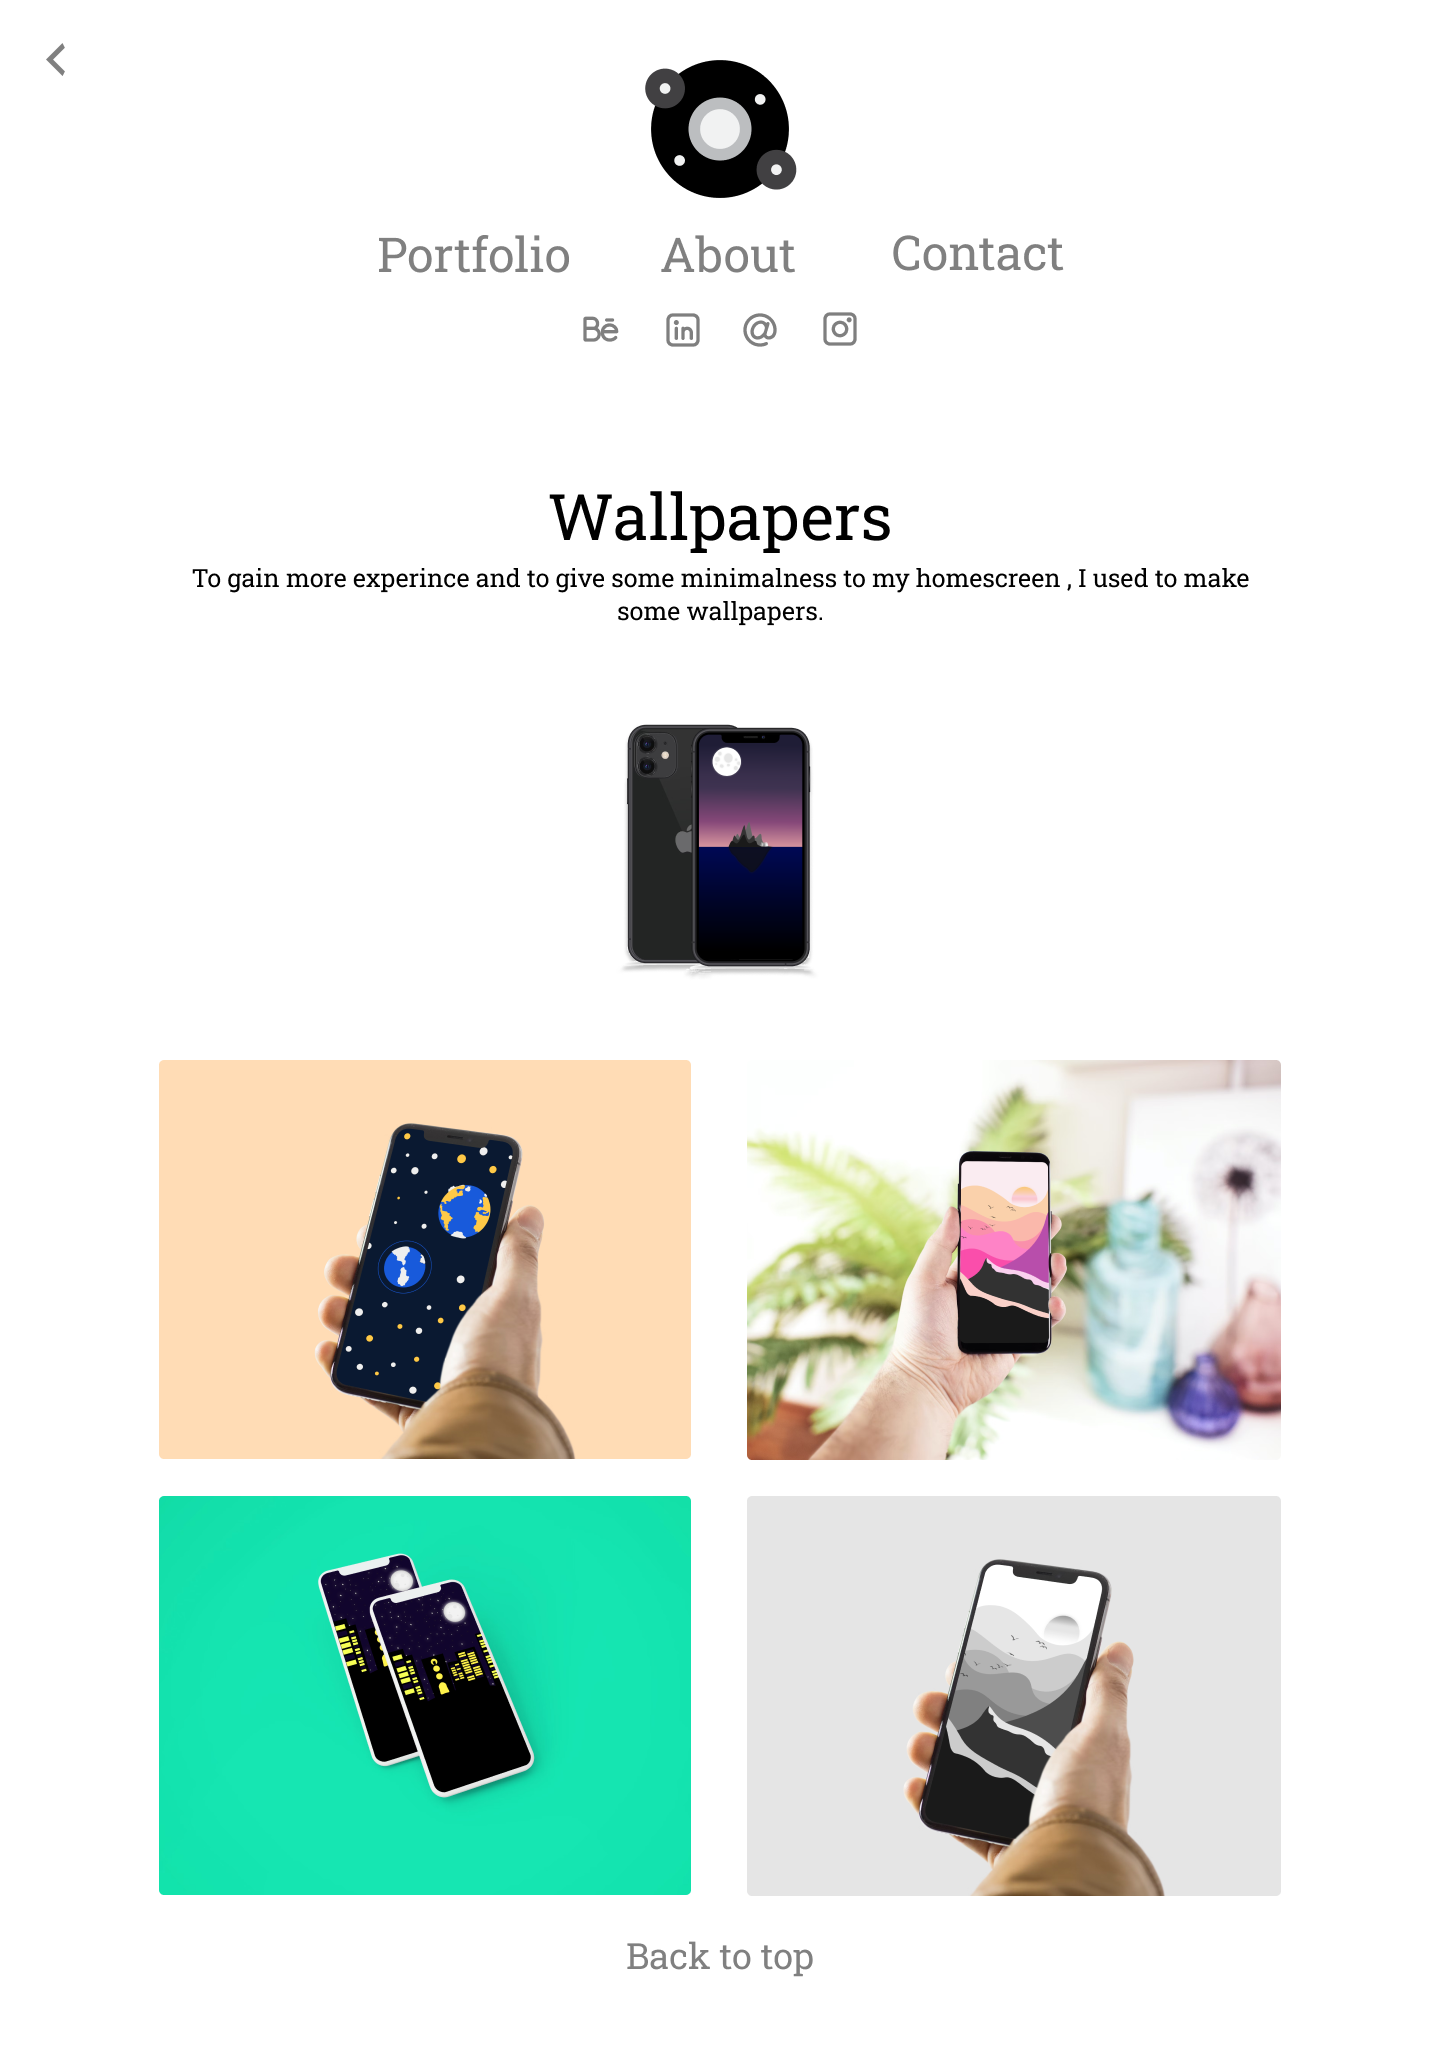 Portfolio About Contact
Bē in @
Wallpapers
To gain more experince and to give some minimalness to my homescreen , I used to make
some wallpapers.
Back to top